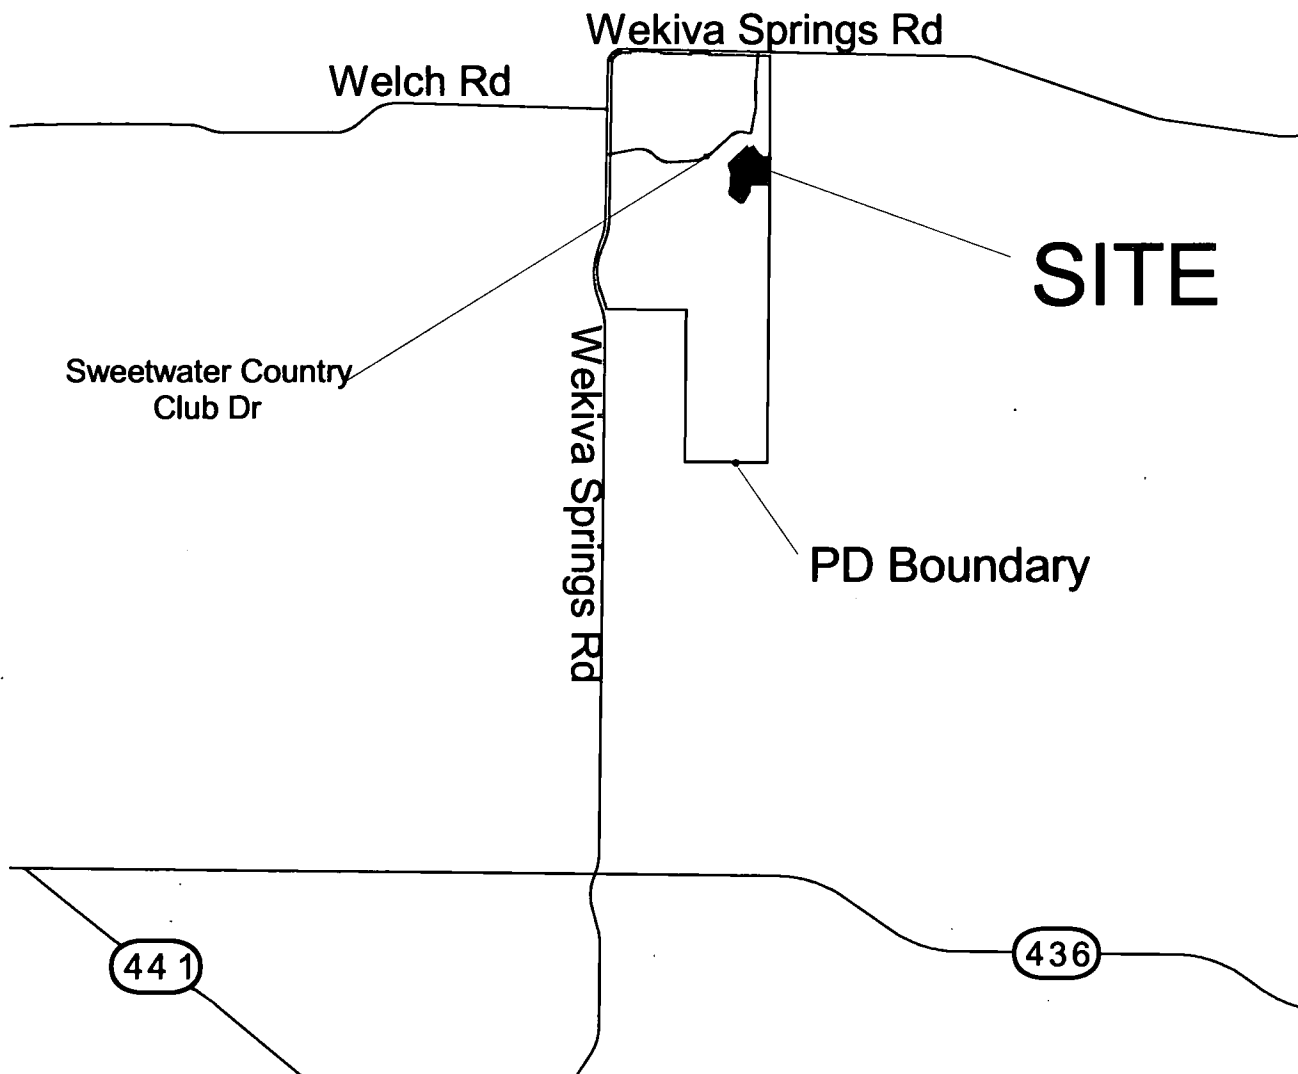 Wekiva Springs Rd
Welch Rd
SITE
Sweetwater Country
Club Dr
Wekiva Springs Rd
PD Boundary
441
436